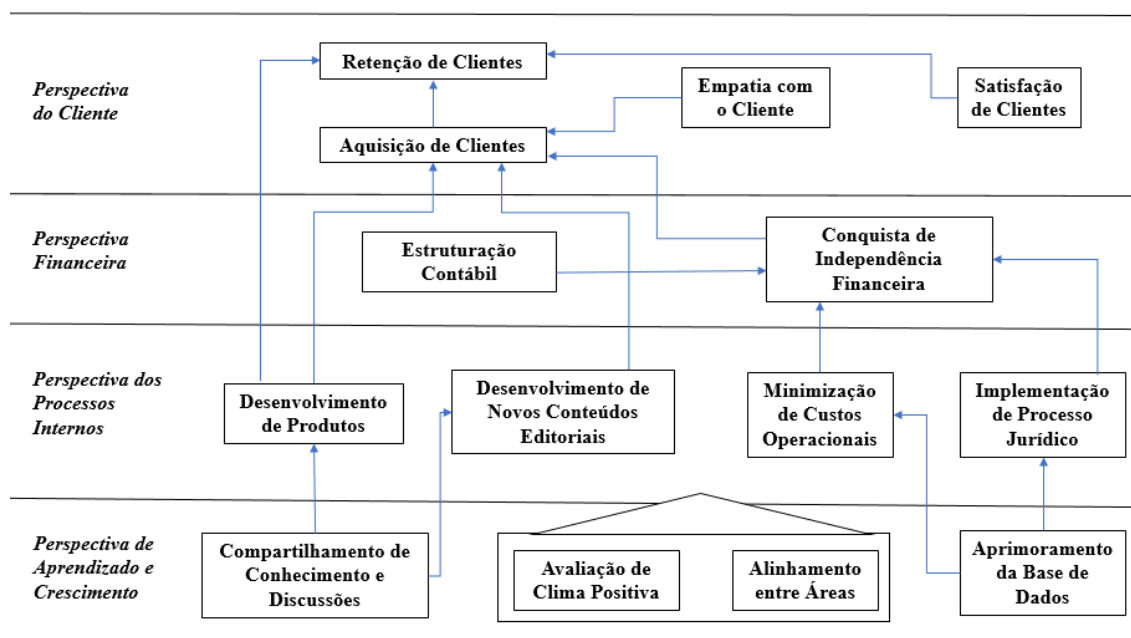 Perspectiva
do Cliente
Retenção de Clientes
Empatia com
o Cliente
Satisfação
de Clientes
Aquisição de Clientes
Perspectiva
Financeira
Estruturação
Contábil
Conquista de
Independência
Financeira
Perspectiva dos
Processos
Internos
Desenvolvimento
de Produtos
Desenvolvimento de
Novos Conteúdos
Editoriais
Minimização
de Custos
Operacionais
Implementação
de Processo
Jurídico
Perspectiva de
Aprendizado e
Crescimento
Compartilhamento de
Conhecimento e
Discussões
Avaliação de
Clima Positiva
Alinhamento
entre Áreas
Aprimoramento
da Base de
Dados